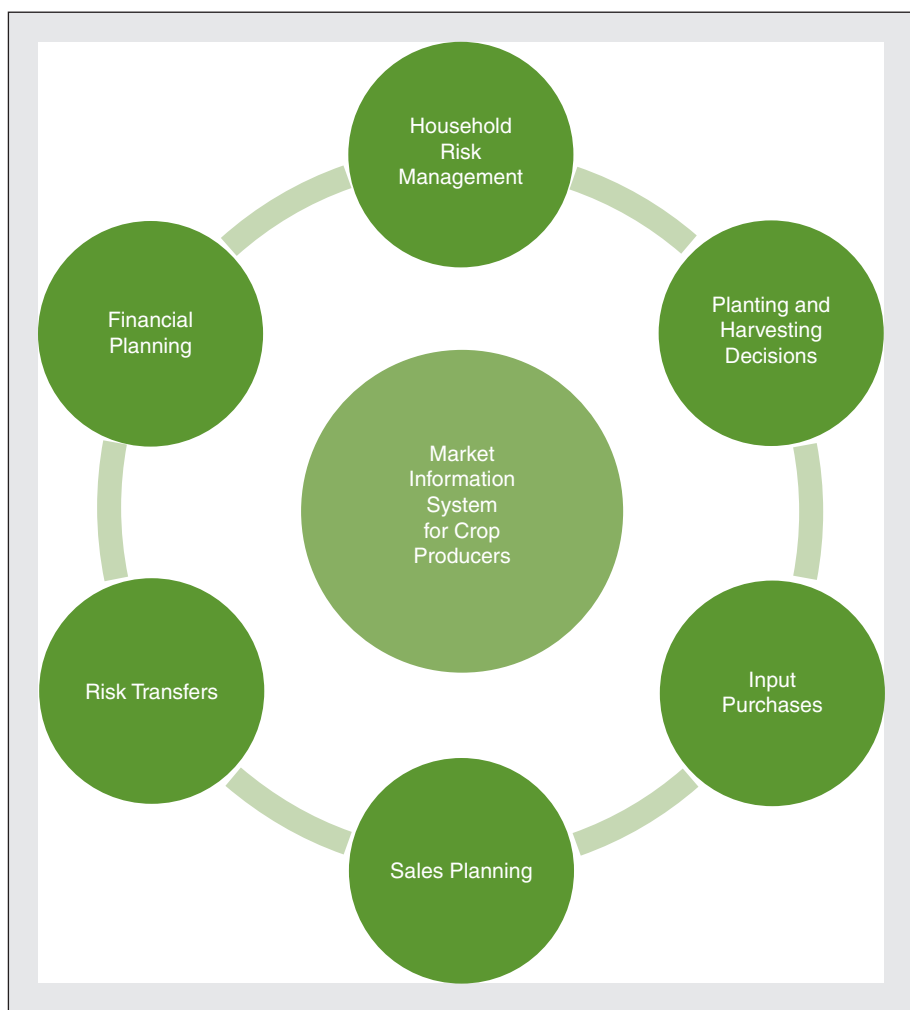 Household
Risk
Management
Planting and
Harvesting
Decisions
Input
Purchases
Sales Planning
Risk Transfers
Financial
Planning
Market
Information
System
for Crop
Producers